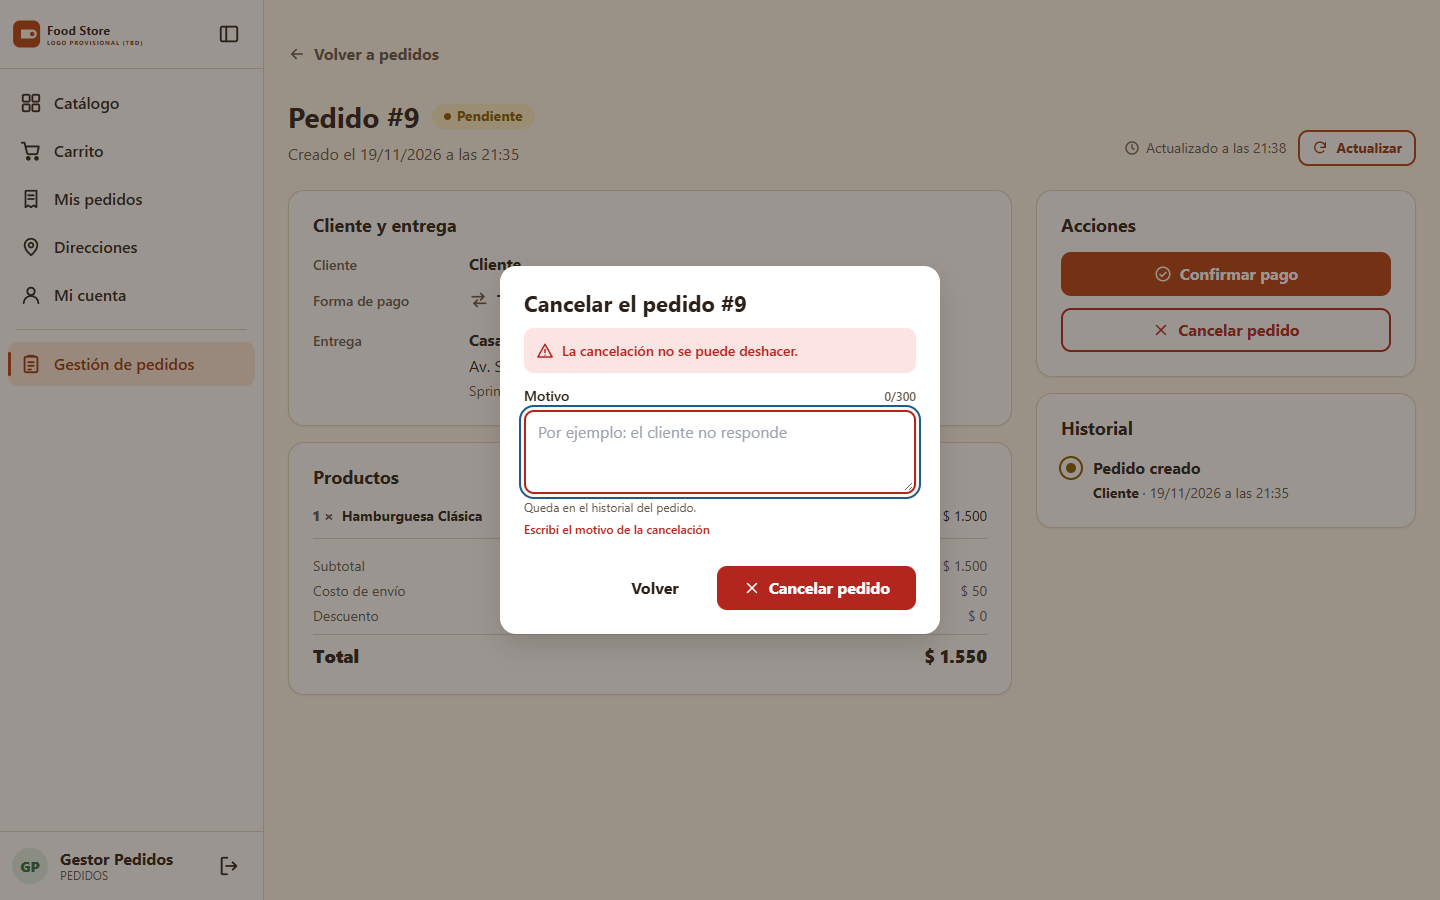 Food Store
LOGO PROVISIONAL (TBD)
Catálogo
Carrito
Mis pedidos
Direcciones
Mi cuenta
Gestión de pedidos
GP
Gestor Pedidos
PEDIDOS
Volver a pedidos
Pedido #9
Pendiente
Creado el 19/11/2026 a las 21:35
Actualizado a las 21:38
Actualizar
Cliente y entrega
Cliente
Cliente
Forma de pago
Entrega
Casa
Av.
Productos
1 × Hamburguesa Clásica
$ 1.500
Subtotal
$ 1.500
Costo de envío
$ 50
Descuento
$ 0
Total
$ 1.550
Cancelar el pedido #9
La cancelación no se puede deshacer.
Motivo
0/300
Por ejemplo: el cliente no responde
Queda en el historial del pedido.
Escribí el motivo de la cancelación
Volver
Cancelar pedido
Acciones
Confirmar pago
Cancelar pedido
Historial
Pedido creado
Cliente · 19/11/2026 a las 21:35